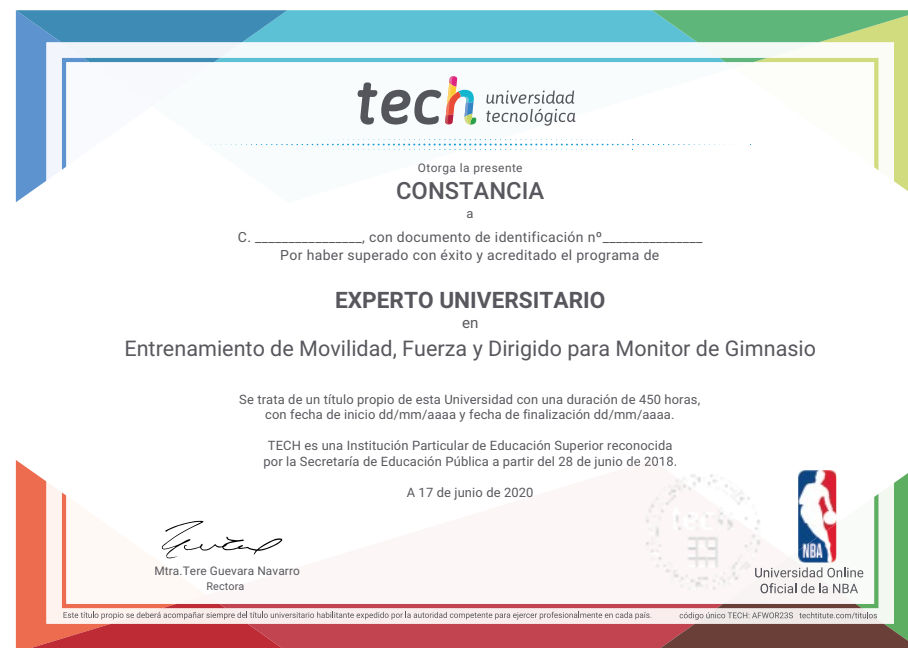 tech universidad
tecnológica
Otorga la presente
CONSTANCIA
a
C. ________________, con documento de identificación nº_______________
Por haber superado con éxito y acreditado el programa de
EXPERTO UNIVERSITARIO
en
Entrenamiento de Movilidad, Fuerza y Dirigido para Monitor de Gimnasio
Se trata de un título propio de esta Universidad con una duración de 450 horas,
con fecha de inicio dd/mm/aaaa y fecha de finalización dd/mm/aaaa.
TECH es una Institución Particular de Educación Superior reconocida
por la Secretaría de Educación Pública a partir del 28 de junio de 2018.
A 17 de junio de 2020
Mtra.Tere Guevara Navarro
Rectora
NBA
Universidad Online
Oficial de la NBA
Este título propio se deberá acompañar siempre del título universitario habilitante expedido por la autoridad competente para ejercer profesionalmente en cada país. código único TECH: AFWOR23S techtitute.com/titulos